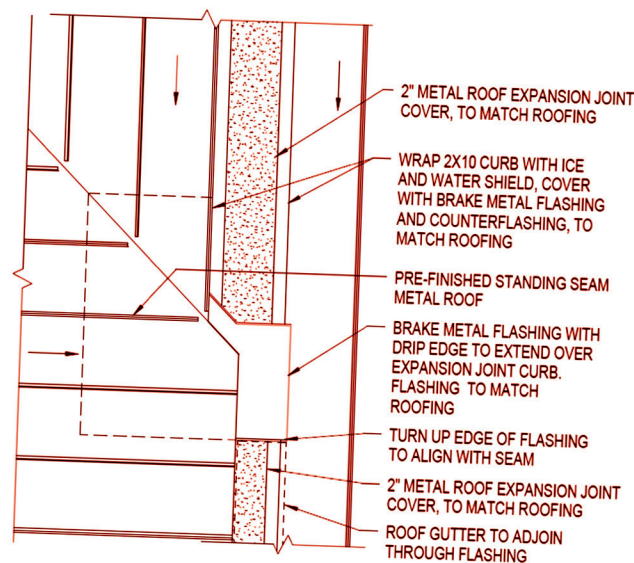 2" METAL ROOF EXPANSION JOINT
COVER, TO MATCH ROOFING
WRAP 2X10 CURB WITH ICE
AND WATER SHIELD, COVER
WITH BRAKE METAL FLASHING
AND COUNTERFLASHING, TO
MATCH ROOFING
PRE-FINISHED STANDING SEAM
METAL ROOF
BRAKE METAL FLASHING WITH
DRIP EDGE TO EXTEND OVER
EXPANSION JOINT CURB.
FLASHING TO MATCH
ROOFING
TURN UP EDGE OF FLASHING
TO ALIGN WITH SEAM
2" METAL ROOF EXPANSION JOINT
COVER, TO MATCH ROOFING
ROOF GUTTER TO ADJOIN
THROUGH FLASHING